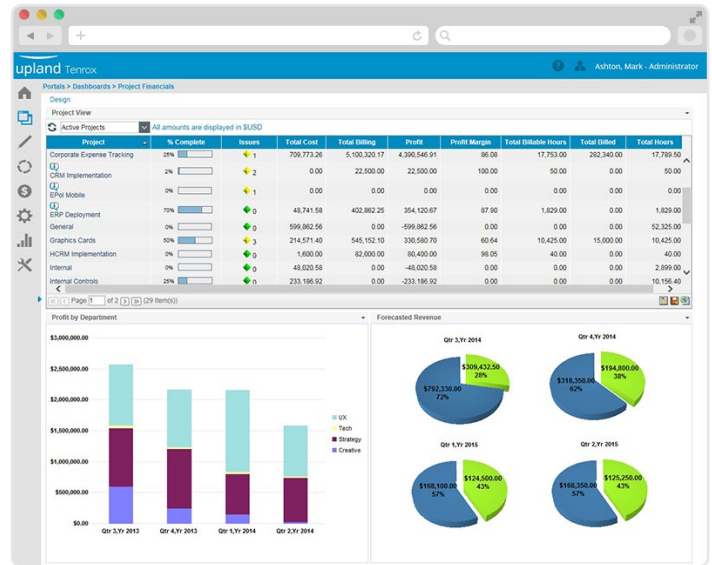 upland Tenrox
Ashton, Mark - Administrator
Portals > Dashboards > Project Financials
Design
Project View
Active Projects All amounts are displayed in $USD
Project % Complete Issues Total Cost Total Billing Profit Profit Margin Total Billable Hours Total Billed Total Hours
Corporate Expense Tracking 25% 1 709,773.26 5,100,320.17 4,390,546.91 86.08 17,753.00 282,340.00 17,789.50
CRM Implementation 2% 2 0.00 22,500.00 22,500.00 100.00 50.00 0.00 50.00
EPol Mobile 0% 1 0.00 0.00 0.00 0.00 0.00 0.00 0.00
ERP Deployment 70% 0 48,741.58 402,862.25 354,120.67 87.90 1,829.00 0.00 1,829.00
General 0% 0 599,862.56 0.00 -599,862.56 0.00 0.00 0.00 52,325.00
Graphics Cards 50% 3 214,571.40 545,152.10 330,580.70 60.64 10,425.00 15,000.00 10,425.00
HCRM Implementation 0% 0 1,600.00 82,000.00 80,400.00 98.05 40.00 0.00 40.00
Internal 0% 0 48,020.58 0.00 -48,020.58 0.00 0.00 0.00 2,899.00
Internal Controls 25% 0 233,186.92 0.00 -233,186.92 0.00 0.00 0.00 10,156.40
Page 1 of 2 (29 Item(s))
Profit by Department
$3,000,000.00
$2,500,000.00
$2,000,000.00
$1,500,000.00
$1,000,000.00
$500,000.00
$0.00
Qtr 3,Yr 2013 Qtr 4,Yr 2013 Qtr 1,Yr 2014 Qtr 2,Yr 2014
UX
Tech
Strategy
Creative
Forecasted Revenue
Qtr 3,Yr 2014
$309,432.50
28%
$792,330.00
72%
Qtr 4,Yr 2014
$194,800.00
38%
$318,350.00
62%
Qtr 1,Yr 2015
$124,500.00
43%
$168,100.00
57%
Qtr 2,Yr 2015
$125,250.00
43%
$168,350.00
57%